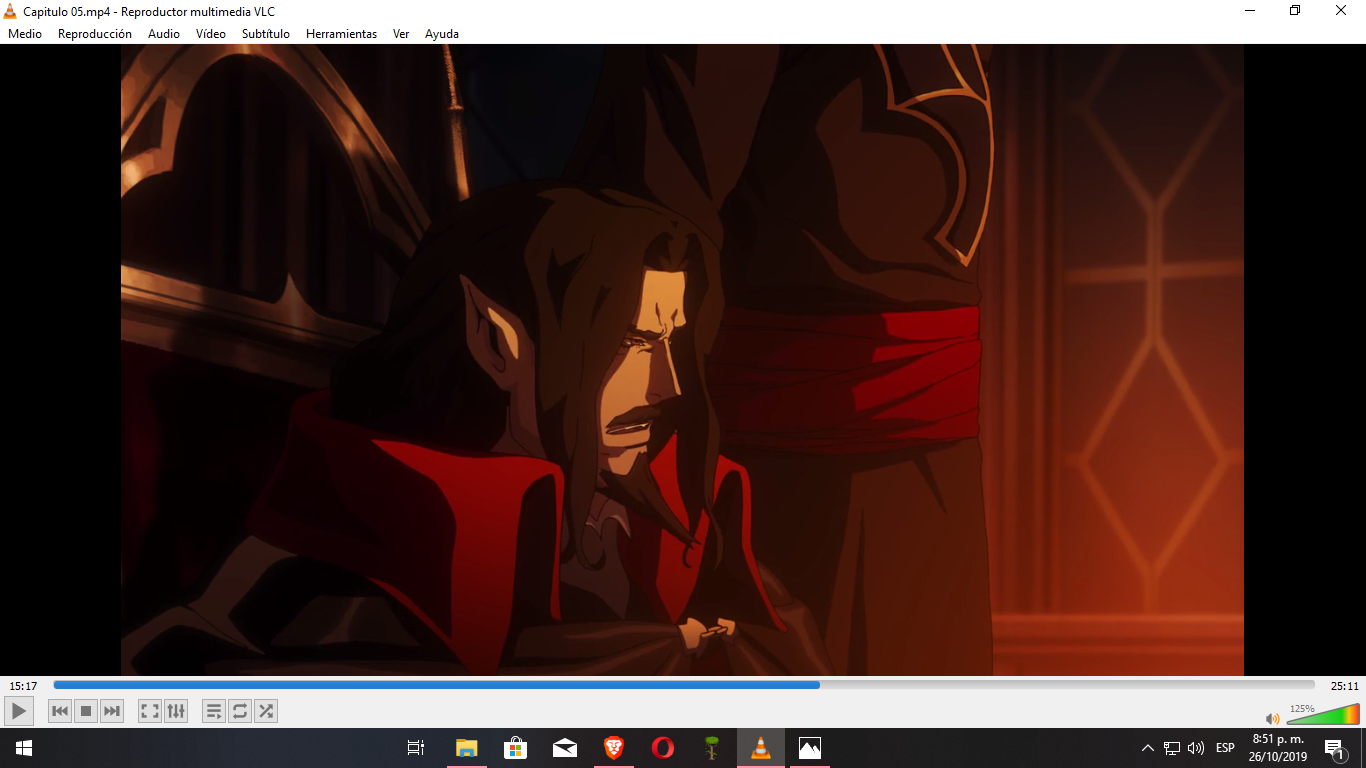 Capitulo 05.mp4 - Reproductor multimedia VLC
Medio Reproducción Audio Vídeo Subtítulo Herramientas Ver Ayuda
15:17 25:11
125%
ESP
8:51 p. m.
26/10/2019
1